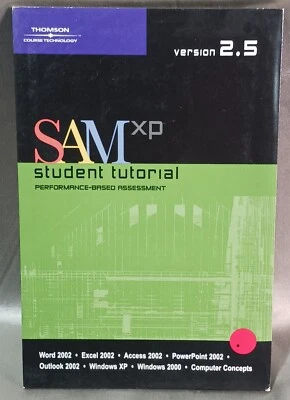 THOMSON
COURSE TECHNOLOGY
version 2.5
SAM xp
student tutorial
PERFORMANCE-BASED ASSESSMENT
Word 2002 • Excel 2002 • Access 2002 • PowerPoint 2002 •
Outlook 2002 • Windows XP • Windows 2000 • Computer Concepts